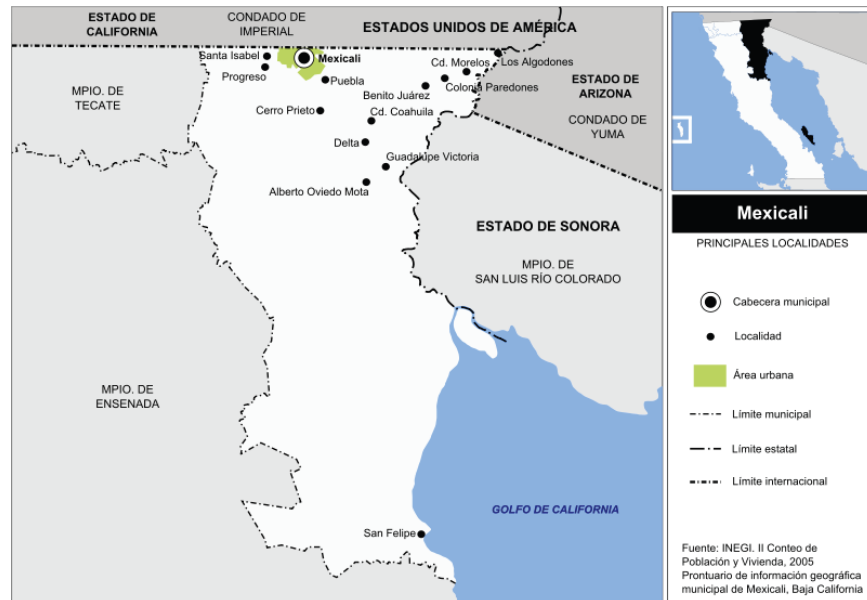 ESTADO DE
CALIFORNIA
CONDADO DE
IMPERIAL
ESTADOS UNIDOS DE AMÉRICA
Santa Isabel
Mexicali
Cd. Morelos
Los Algodones
Progreso
Puebla
Benito Juárez
Colonia Paredones
ESTADO DE
ARIZONA
MPIO. DE
TECATE
Cerro Prieto
Cd. Coahuila
CONDADO DE
YUMA
Delta
Guadalupe Victoria
Alberto Oviedo Mota
ESTADO DE SONORA
MPIO. DE
SAN LUIS RÍO COLORADO
MPIO. DE
ENSENADA
GOLFO DE CALIFORNIA
San Felipe
Mexicali
PRINCIPALES LOCALIDADES
Cabecera municipal
Localidad
Área urbana
Límite municipal
Límite estatal
Límite internacional
Fuente: INEGI. II Conteo de
Población y Vivienda, 2005
Prontuario de información geográfica
municipal de Mexicali, Baja California